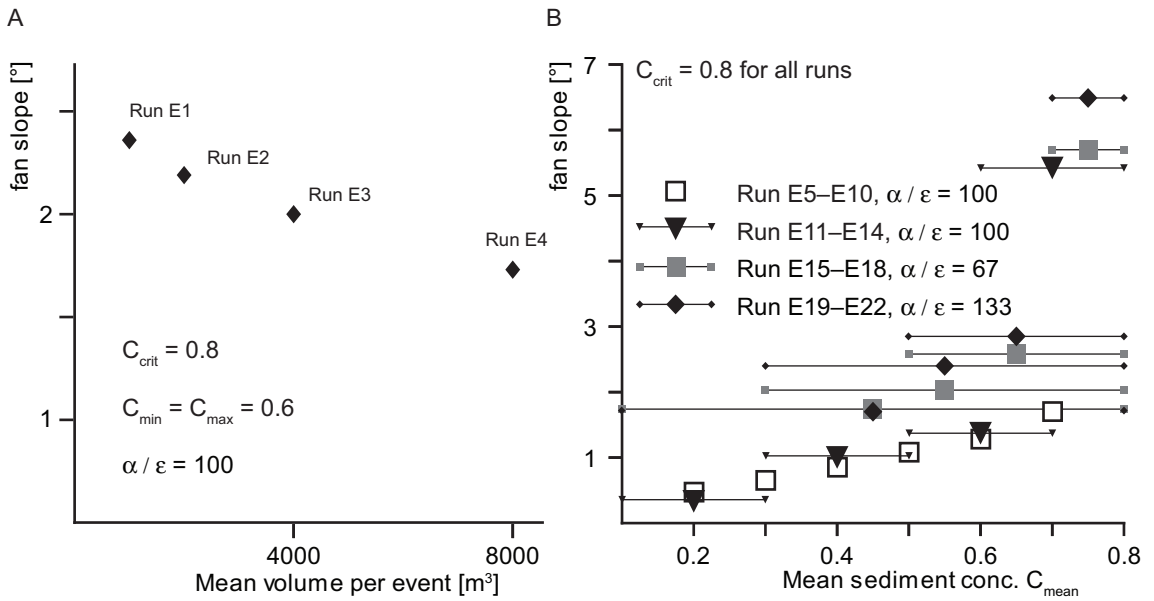 A
fan slope [°]
2
1
Run E1
Run E2
Run E3
Run E4
C_crit = 0.8
C_min = C_max = 0.6
α / ε = 100
4000
8000
Mean volume per event [m³]
B
fan slope [°]
7
5
3
1
C_crit = 0.8 for all runs
Run E5–E10, α / ε = 100
Run E11–E14, α / ε = 100
Run E15–E18, α / ε = 67
Run E19–E22, α / ε = 133
0.2
0.4
0.6
0.8
Mean sediment conc. C_mean